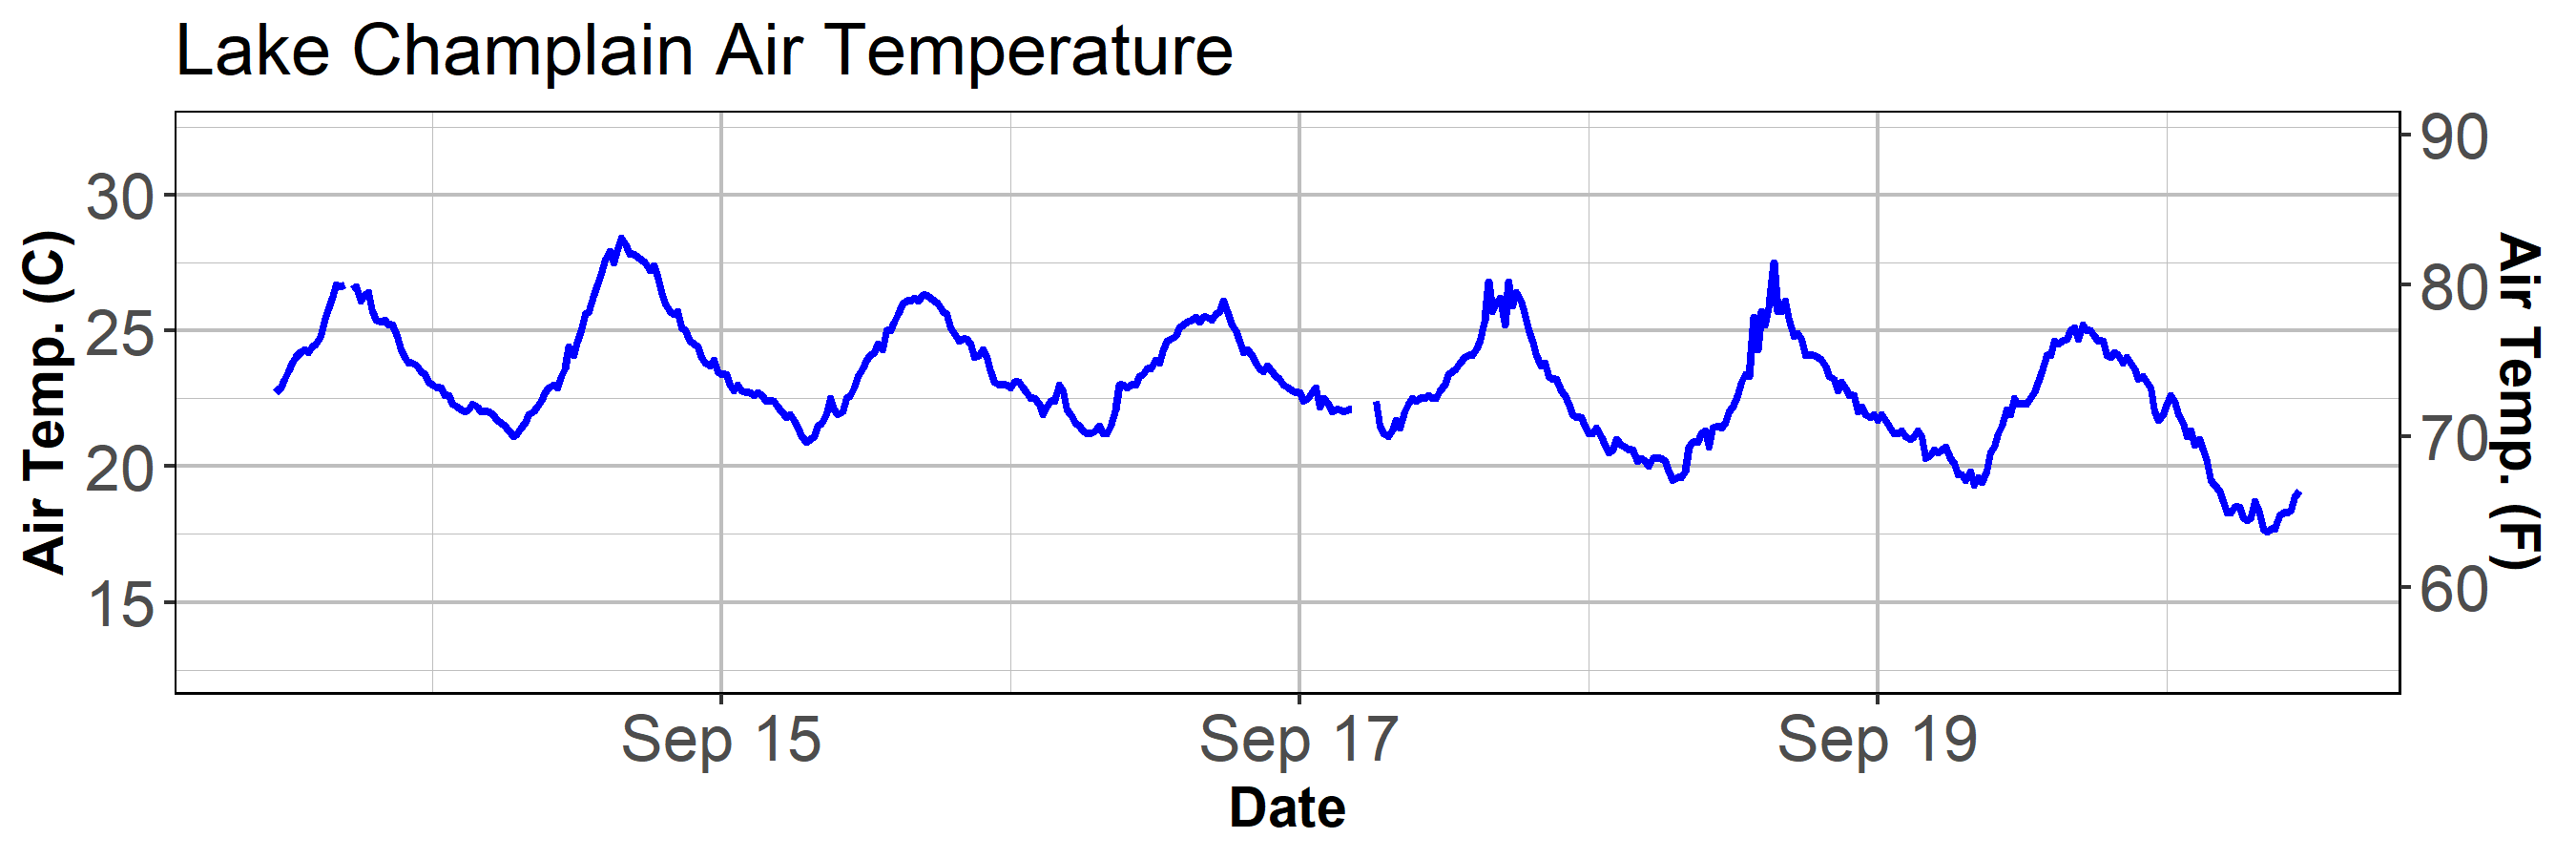 Lake Champlain Air Temperature
Air Temp. (C)
30
25
20
15
90
80
70
60
Air Temp. (F)
Sep 15
Sep 17
Sep 19
Date